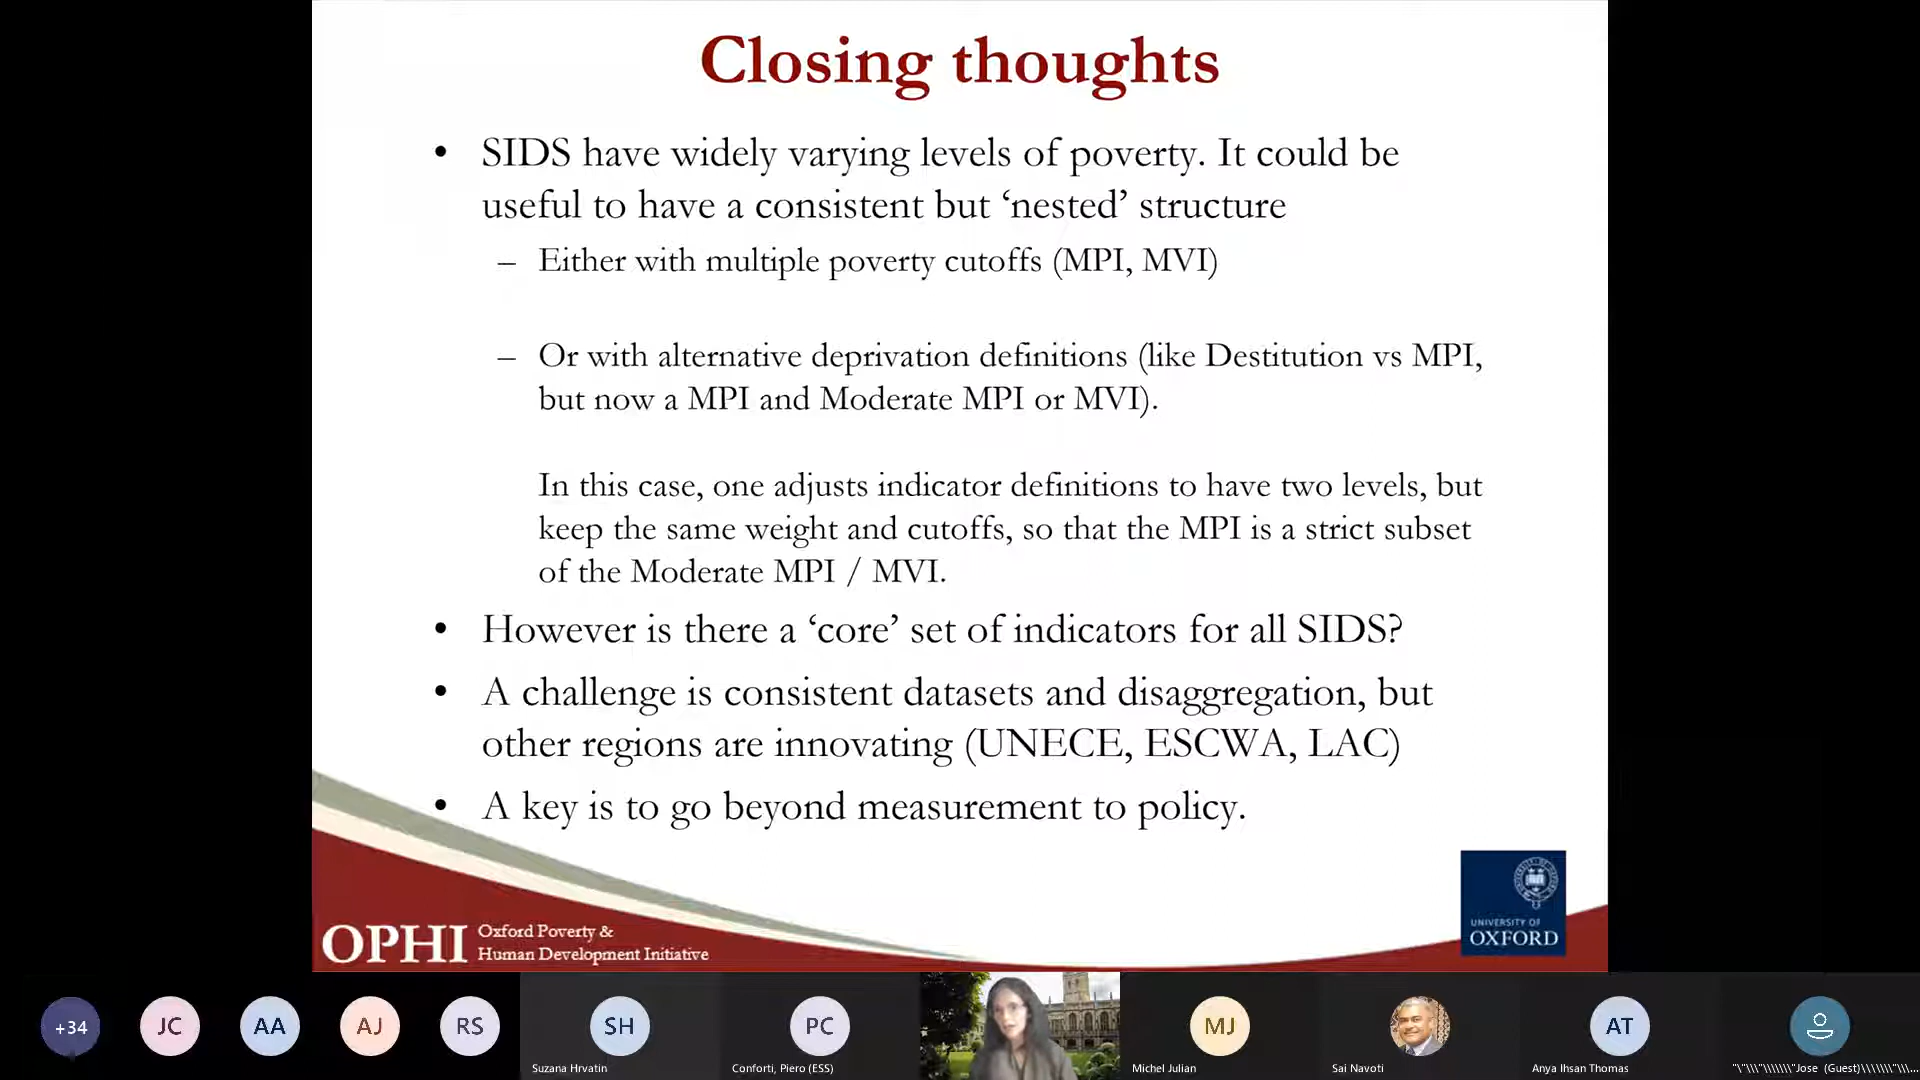 Closing thoughts
• SIDS have widely varying levels of poverty. It could be
useful to have a consistent but ‘nested’ structure
– Either with multiple poverty cutoffs (MPI, MVI)
– Or with alternative deprivation definitions (like Destitution vs MPI,
but now a MPI and Moderate MPI or MVI).
In this case, one adjusts indicator definitions to have two levels, but
keep the same weight and cutoffs, so that the MPI is a strict subset
of the Moderate MPI / MVI.
• However is there a ‘core’ set of indicators for all SIDS?
• A challenge is consistent datasets and disaggregation, but
other regions are innovating (UNECE, ESCWA, LAC)
• A key is to go beyond measurement to policy.
OPHI
Oxford Poverty &
Human Development Initiative
UNIVERSITY OF
OXFORD
+34
JC
AA
AJ
RS
SH
PC
MJ
AT
Suzana Hrvatin
Conforti, Piero (ESS)
Michel Julian
Sai Navoti
Anya Ihsan Thomas
"\"\\\"\\\\\\\"Jose (Guest)\\\\\\\"\\\...